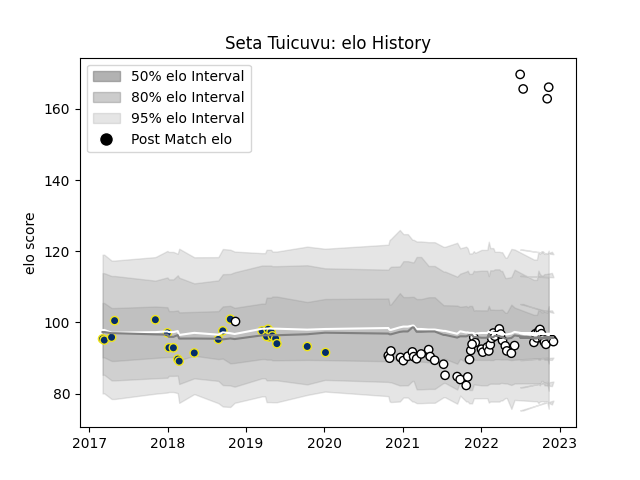 Seta Tuicuvu: elo History
50% elo Interval
80% elo Interval
95% elo Interval
Post Match elo
elo score
160
140
120
100
80
2017 2018 2019 2020 2021 2022 2023